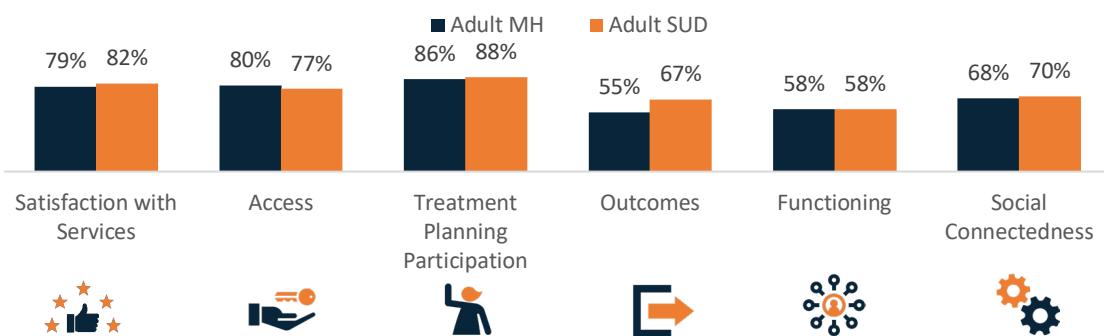 Adult MH Adult SUD
79% 82% 80% 77% 86% 88% 55% 67% 58% 58% 68% 70%
Satisfaction with
Services
Access
Treatment
Planning
Participation
Outcomes
Functioning
Social
Connectedness